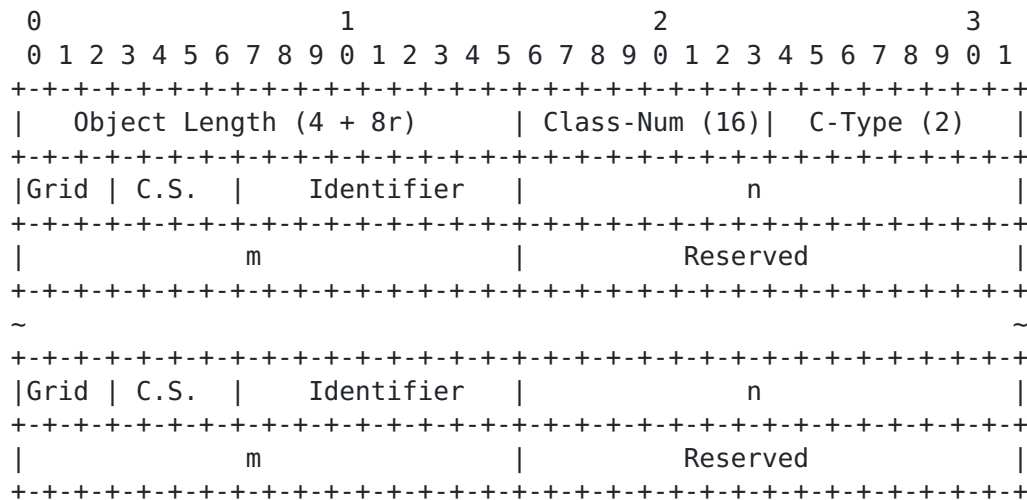 0                   1                   2                   3
 0 1 2 3 4 5 6 7 8 9 0 1 2 3 4 5 6 7 8 9 0 1 2 3 4 5 6 7 8 9 0 1
+-+-+-+-+-+-+-+-+-+-+-+-+-+-+-+-+-+-+-+-+-+-+-+-+-+-+-+-+-+-+-+-+
|   Object Length (4 + 8r)      | Class-Num (16)|  C-Type (2)   |
+-+-+-+-+-+-+-+-+-+-+-+-+-+-+-+-+-+-+-+-+-+-+-+-+-+-+-+-+-+-+-+-+
|Grid | C.S.  |    Identifier   |              n                |
+-+-+-+-+-+-+-+-+-+-+-+-+-+-+-+-+-+-+-+-+-+-+-+-+-+-+-+-+-+-+-+-+
|              m                |          Reserved             |
+-+-+-+-+-+-+-+-+-+-+-+-+-+-+-+-+-+-+-+-+-+-+-+-+-+-+-+-+-+-+-+-+
~                                                               ~
+-+-+-+-+-+-+-+-+-+-+-+-+-+-+-+-+-+-+-+-+-+-+-+-+-+-+-+-+-+-+-+-+
|Grid | C.S.  |    Identifier   |              n                |
+-+-+-+-+-+-+-+-+-+-+-+-+-+-+-+-+-+-+-+-+-+-+-+-+-+-+-+-+-+-+-+-+
|              m                |          Reserved             |
+-+-+-+-+-+-+-+-+-+-+-+-+-+-+-+-+-+-+-+-+-+-+-+-+-+-+-+-+-+-+-+-+